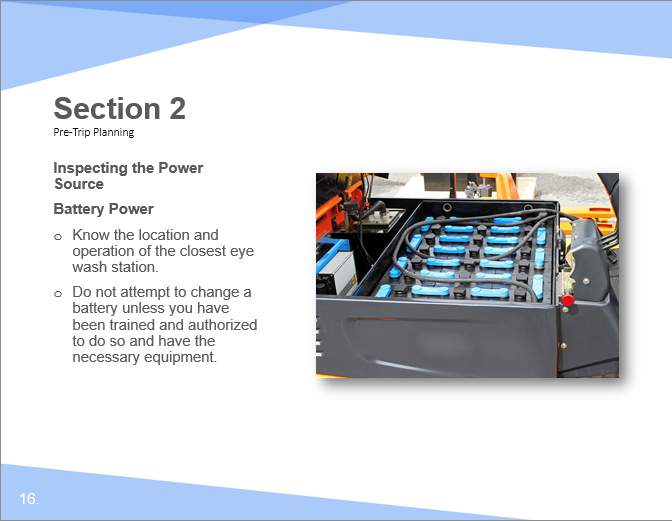 Section 2
Pre-Trip Planning
Inspecting the Power
Source
Battery Power
o Know the location and
operation of the closest eye
wash station.
o Do not attempt to change a
battery unless you have
been trained and authorized
to do so and have the
necessary equipment.
16.